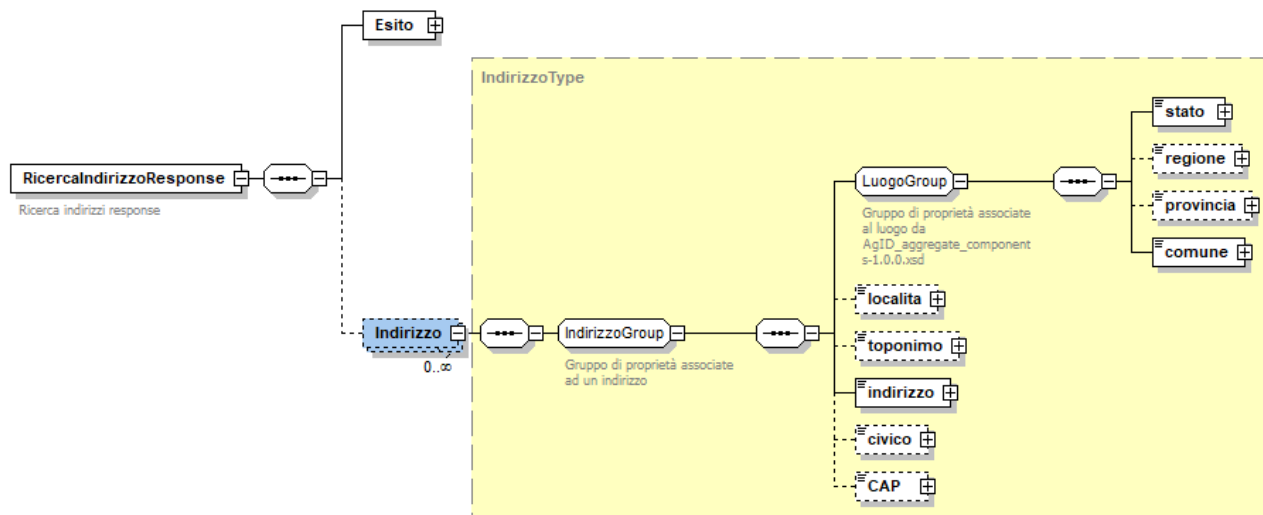 Esito
IndirizzoType
stato
regione
RicercaIndirizzoResponse
LuogoGroup
Ricerca indirizzi response
provincia
Gruppo di proprietà associate
al luogo da
AgID_aggregate_component
s-1.0.0.xsd
comune
localita
Indirizzo
IndirizzoGroup
toponimo
0..∞
Gruppo di proprietà associate
ad un indirizzo
indirizzo
civico
CAP